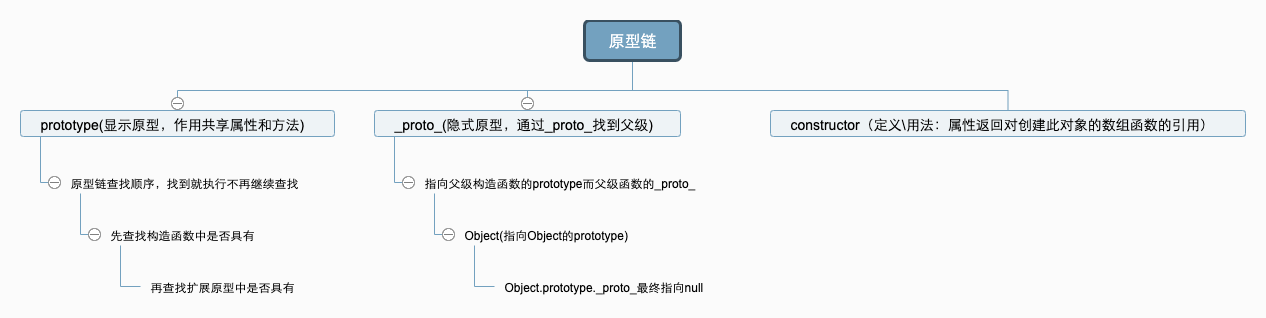 原型链
prototype(显示原型，作用共享属性和方法)
_proto_(隐式原型，通过_proto_找到父级)
constructor（定义\用法：属性返回对创建此对象的数组函数的引用）
原型链查找顺序，找到就执行不再继续查找
指向父级构造函数的prototype而父级函数的_proto_
先查找构造函数中是否具有
Object(指向Object的prototype)
再查找扩展原型中是否具有
Object.prototype._proto_最终指向null